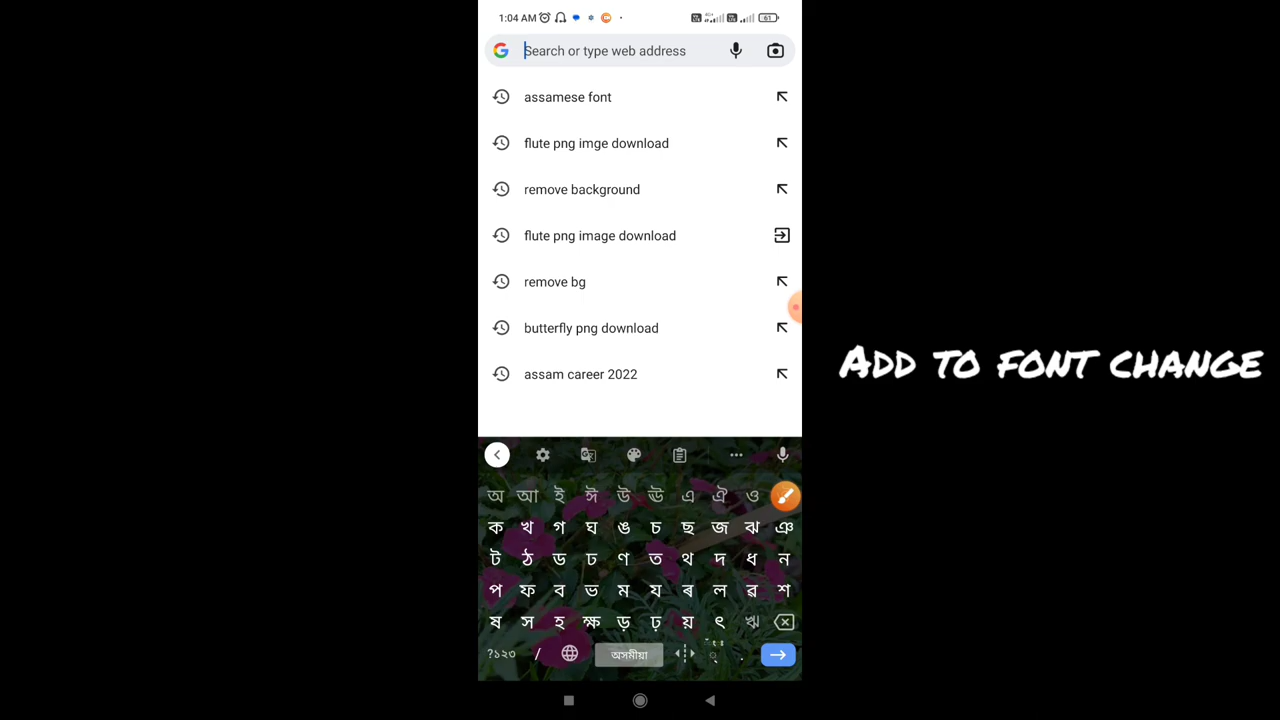 1:04 AM
61
Search or type web address
assamese font
flute png imge download
remove background
flute png image download
remove bg
butterfly png download
assam career 2022
ADD TO FONT CHANGE
অ আ ই ঈ উ ঊ এ ঐ ও
ক খ গ ঘ ঙ চ ছ জ ঝ ঞ
ট ঠ ড ঢ ণ ত থ দ ধ ন
প ফ ব ভ ম য ৰ ল ৱ শ
ষ স হ ক্ষ ড় ঢ় য় ৎ ঋ
?১২৩ / অসমীয়া .